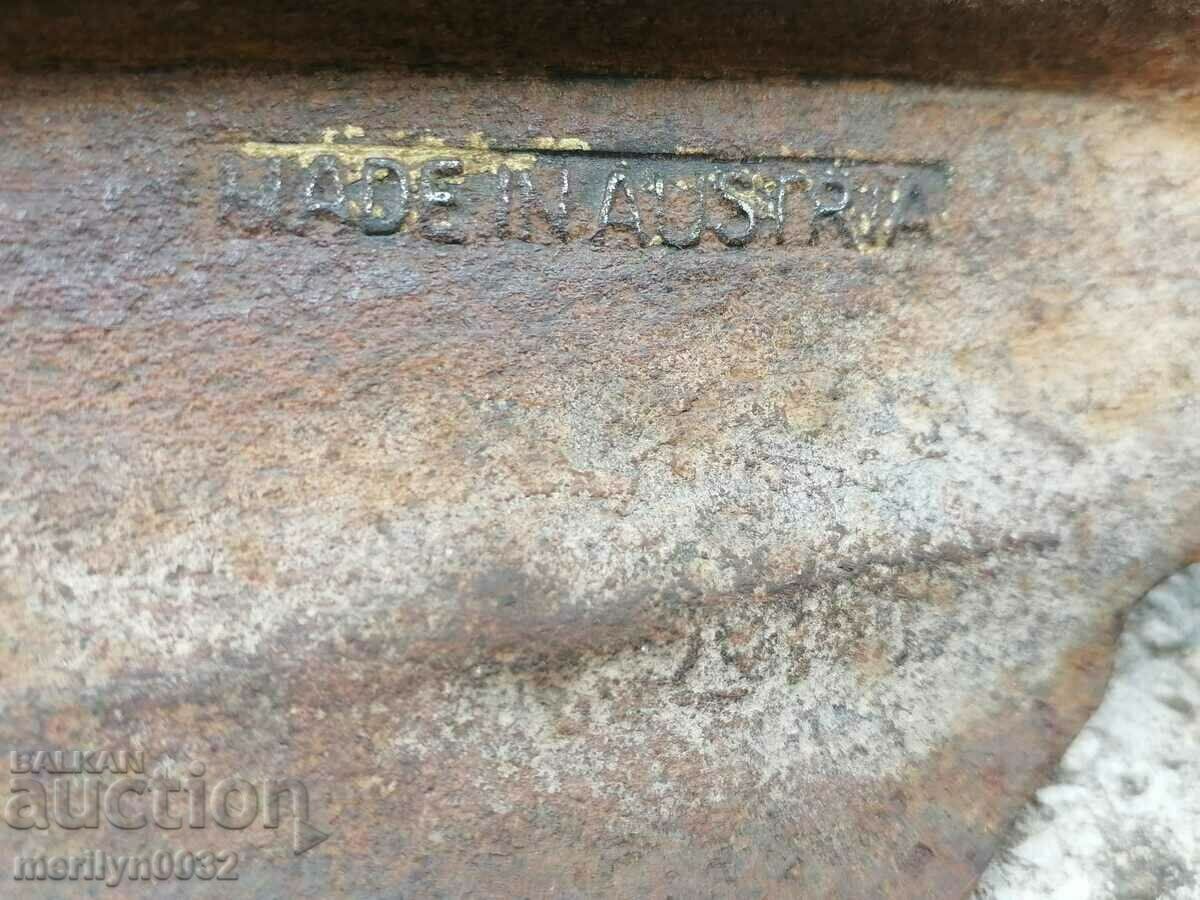 MADE IN AUSTRIA
BALKAN
auction
merilyn0032